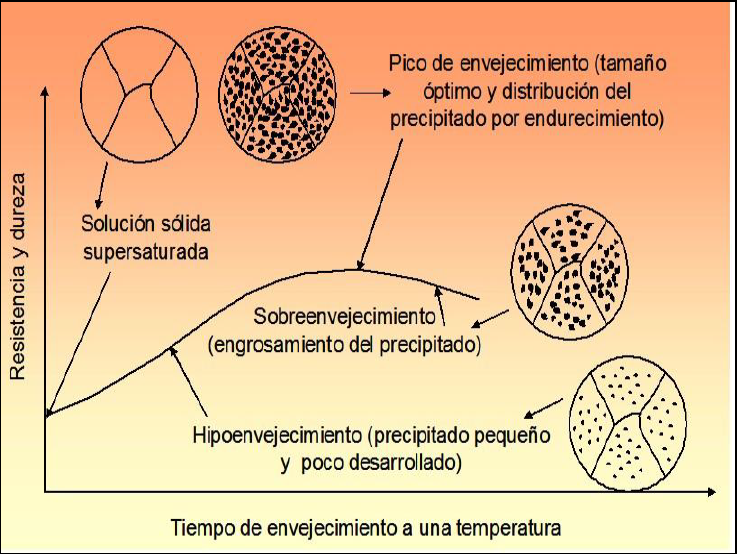 Pico de envejecimiento (tamaño
óptimo y distribución del
precipitado por endurecimiento)
Solución sólida
supersaturada
Resistencia y dureza
Sobreenvejecimiento
(engrosamiento del precipitado)
Hipoenvejecimiento (precipitado pequeño
y poco desarrollado)
Tiempo de envejecimiento a una temperatura